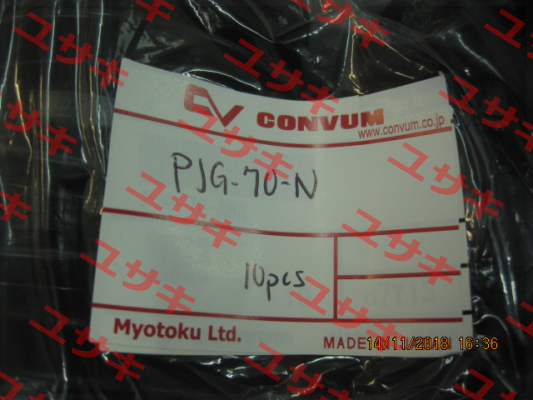 CV CONVUM
www.convum.co.jp
PJG-70-N
10pcs
Myotoku Ltd.
MADE
14/11/2018 16:36
ユサキ